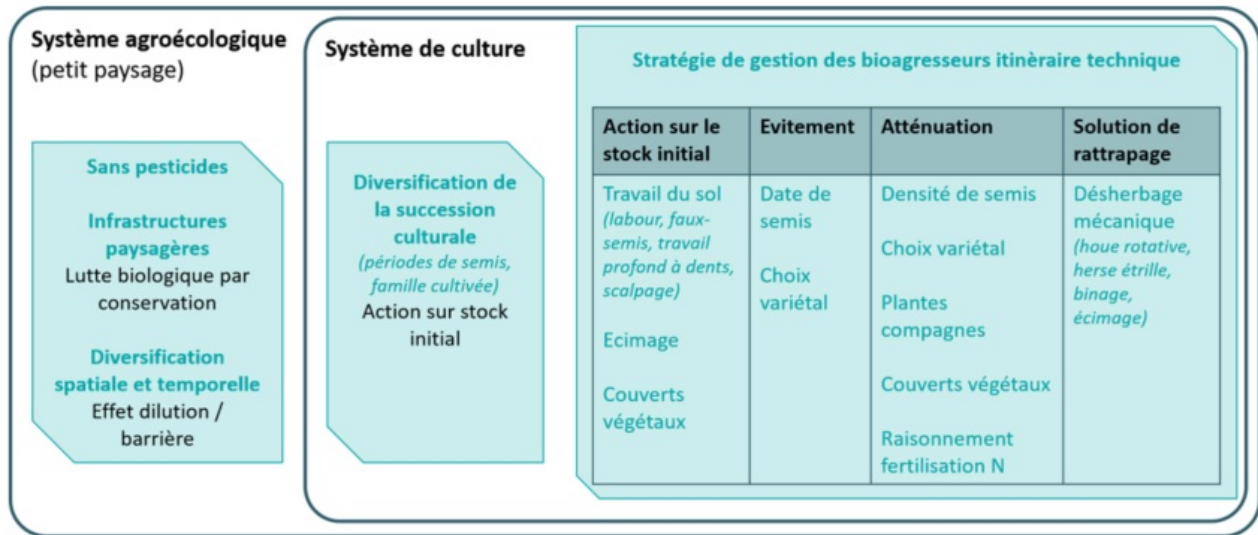 Système agroécologique
(petit paysage)
Sans pesticides
Infrastructures
paysagères
Lutte biologique par
conservation
Diversification
spatiale et temporelle
Effet dilution /
barrière
Système de culture
Diversification de
la succession
culturale
(périodes de semis,
famille cultivée)
Action sur stock
initial
Stratégie de gestion des bioagresseurs itinèraire technique
Action sur le
stock initial
Evitement
Atténuation
Solution de
rattrapage
Travail du sol
(labour, faux-
semis, travail
profond à dents,
scalpage)
Ecimage
Couverts
végétaux
Date de
semis
Choix
variétal
Densité de semis
Choix variétal
Plantes
compagnes
Couverts végétaux
Raisonnement
fertilisation N
Désherbage
mécanique
(houe rotative,
herse étrille,
binage,
écimage)